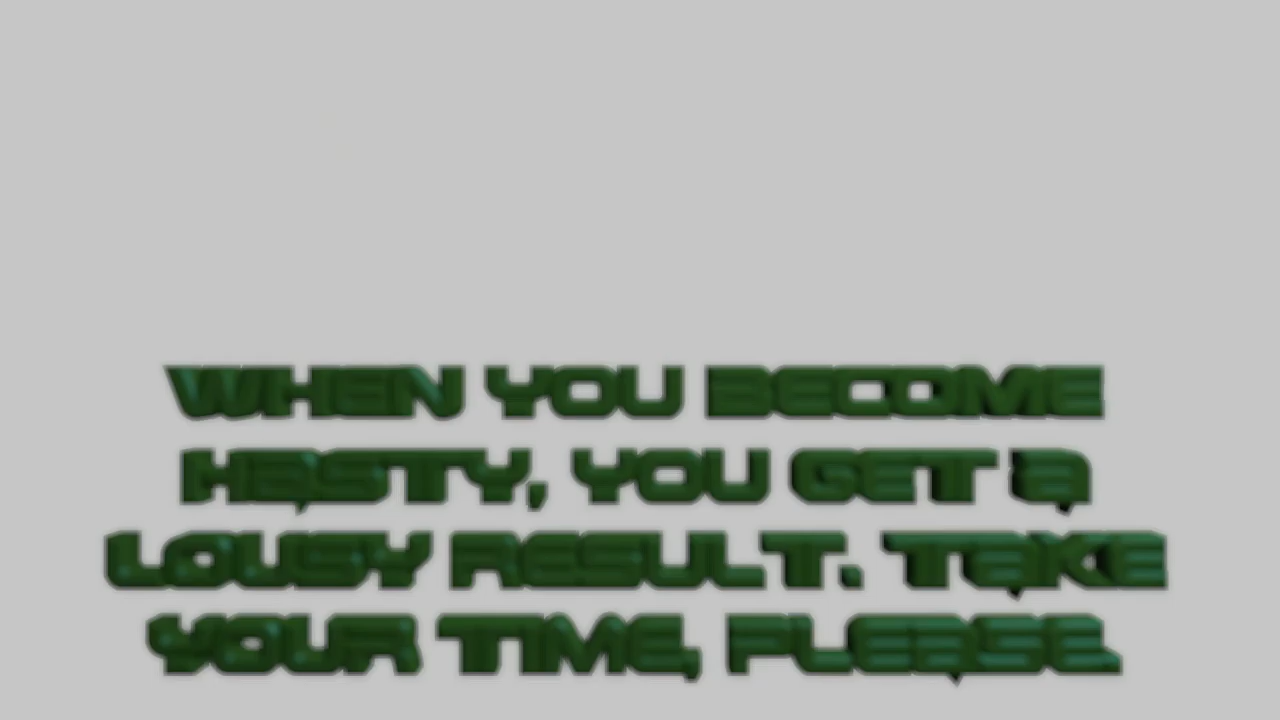 WHEN YOU BECOME
HASTY, YOU GET A
LOUSY RESULT. TAKE
YOUR TIME, PLEASE.